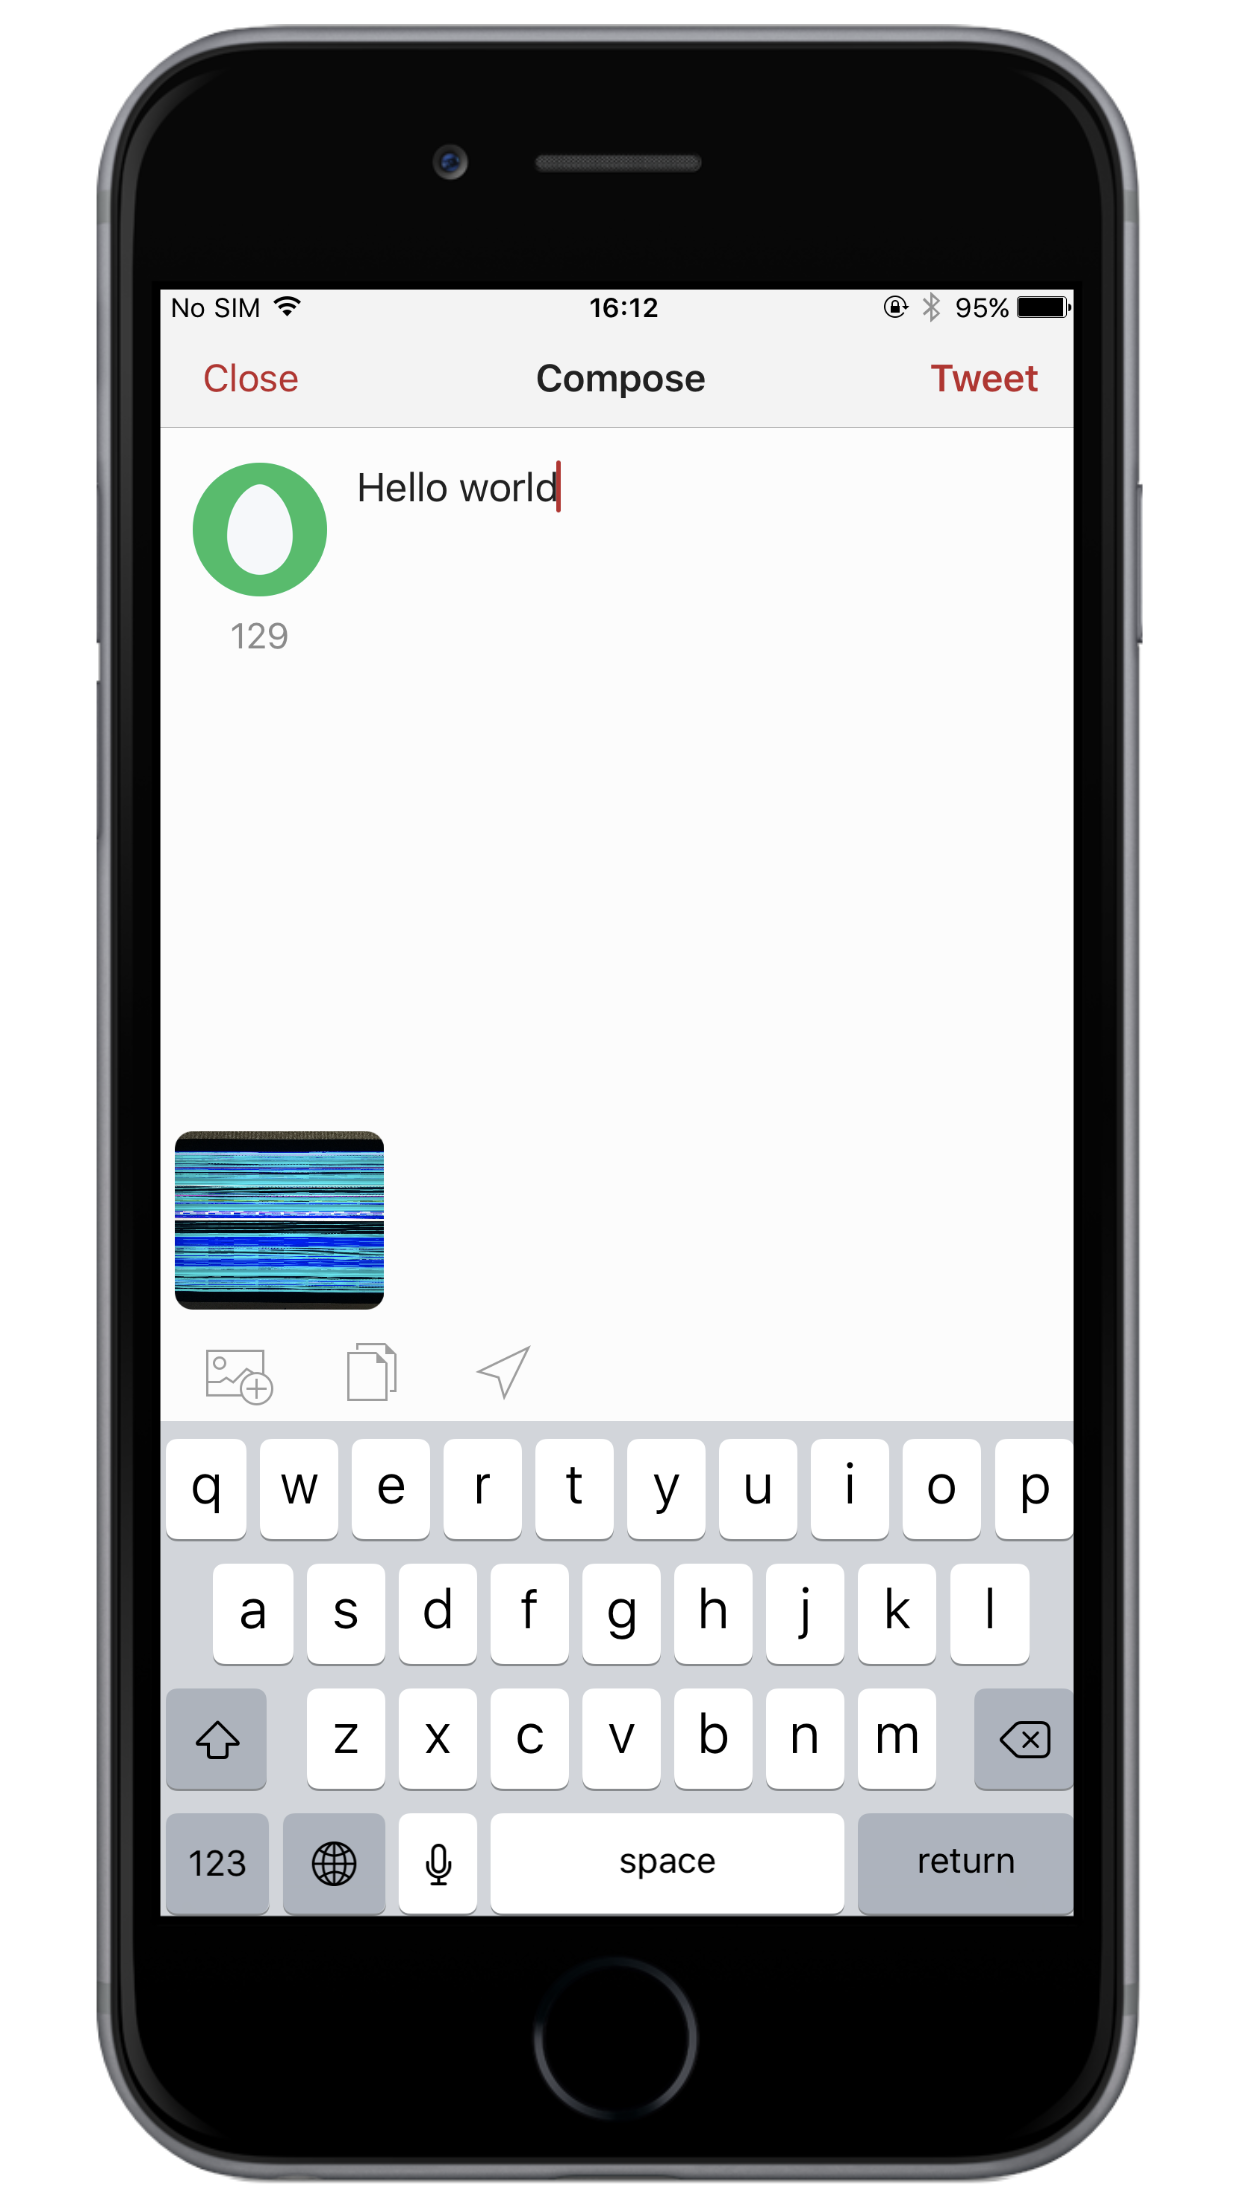 No SIM 16:12 95%
Close Compose Tweet
Hello world
129
q w e r t y u i o p
a s d f g h j k l
z x c v b n m
123 space return